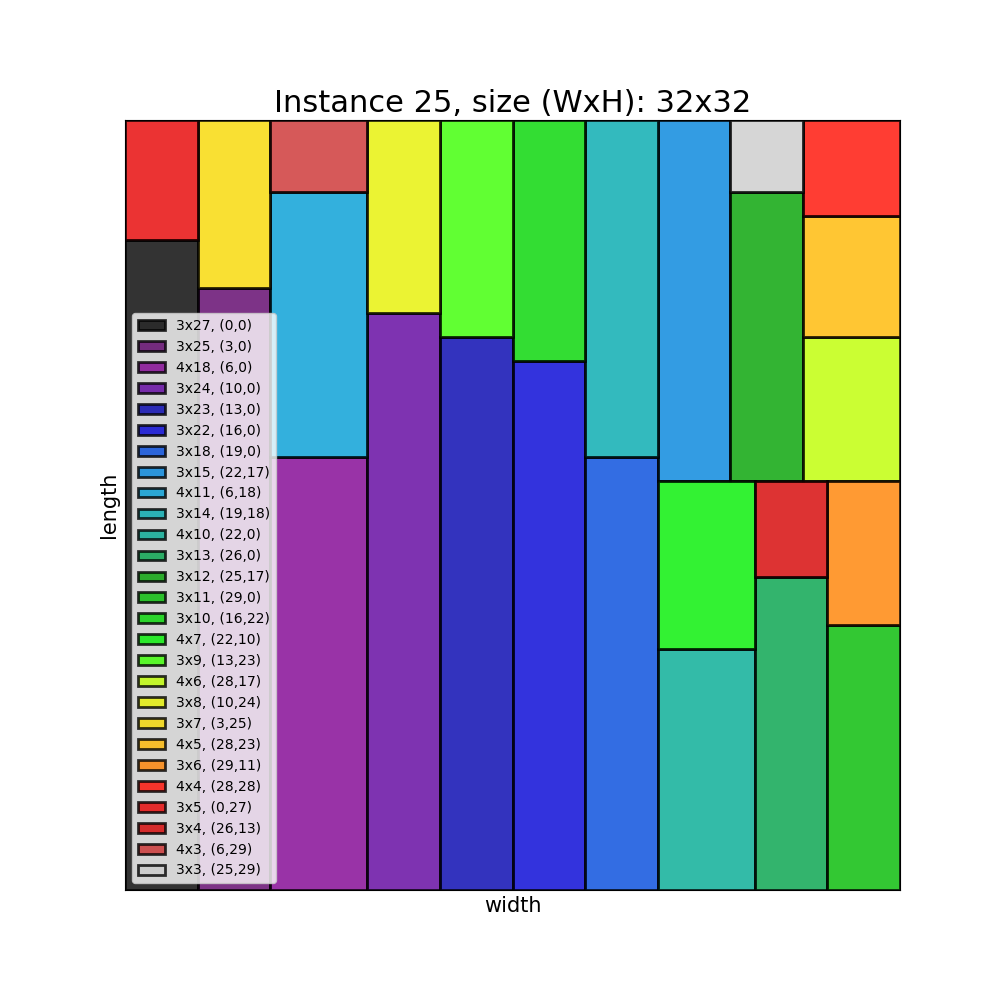 Instance 25, size (WxH): 32x32
length
3x27, (0,0)
3x25, (3,0)
4x18, (6,0)
3x24, (10,0)
3x23, (13,0)
3x22, (16,0)
3x18, (19,0)
3x15, (22,17)
4x11, (6,18)
3x14, (19,18)
4x10, (22,0)
3x13, (26,0)
3x12, (25,17)
3x11, (29,0)
3x10, (16,22)
4x7, (22,10)
3x9, (13,23)
4x6, (28,17)
3x8, (10,24)
3x7, (3,25)
4x5, (28,23)
3x6, (29,11)
4x4, (28,28)
3x5, (0,27)
3x4, (26,13)
4x3, (6,29)
3x3, (25,29)
width